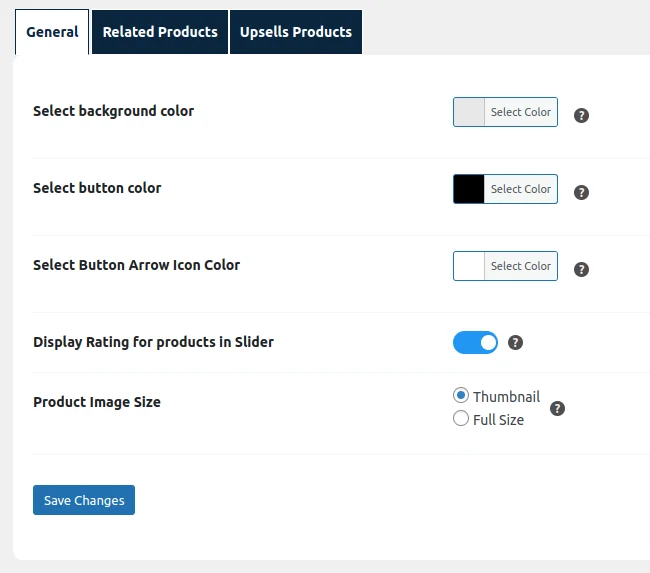 General Related Products Upsells Products
Select background color Select Color ?
Select button color Select Color ?
Select Button Arrow Icon Color Select Color ?
Display Rating for products in Slider ?
Product Image Size Thumbnail ?
Full Size
Save Changes